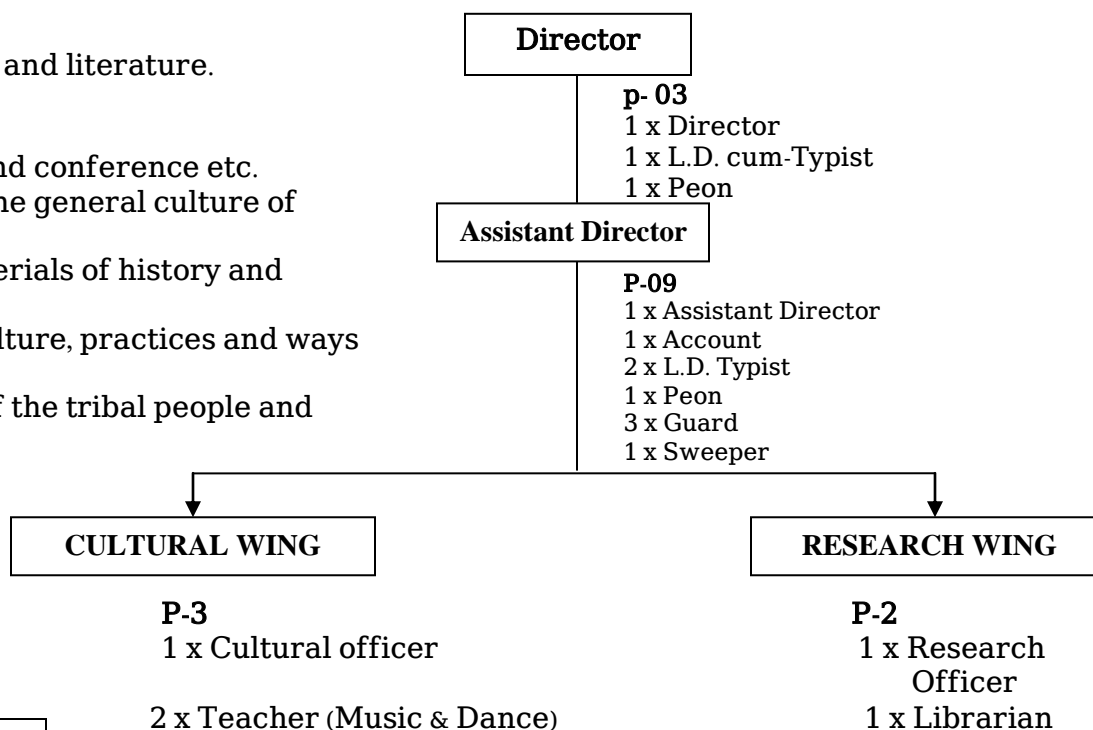 and literature.
nd conference etc.
ne general culture of
erials of history and
lture, practices and ways
f the tribal people and
Director
p- 03
1 x Director
1 x L.D. cum-Typist
1 x Peon
Assistant Director
P-09
1 x Assistant Director
1 x Account
2 x L.D. Typist
1 x Peon
3 x Guard
1 x Sweeper
CULTURAL WING
P-3
1 x Cultural officer
2 x Teacher (Music & Dance)
RESEARCH WING
P-2
1 x Research
Officer
1 x Librarian